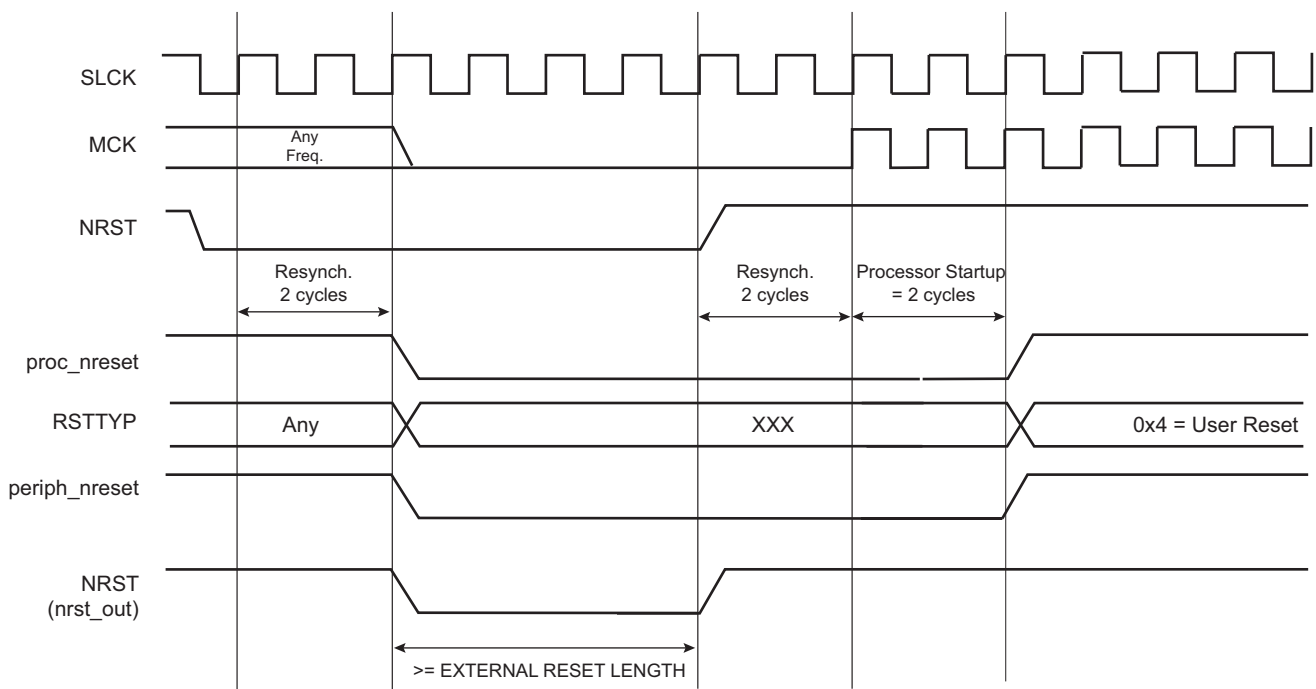 SLCK
MCK
Any
Freq.
NRST
Resynch.
2 cycles
Resynch.
2 cycles
Processor Startup
= 2 cycles
proc_nreset
RSTTYP
Any
XXX
0x4 = User Reset
periph_nreset
NRST
(nrst_out)
>= EXTERNAL RESET LENGTH